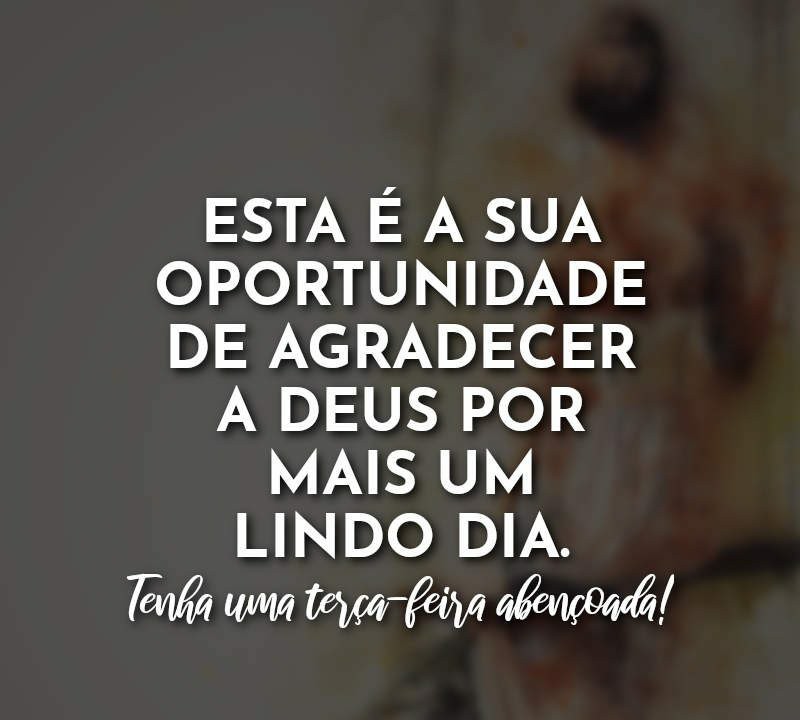 ESTA É A SUA
OPORTUNIDADE
DE AGRADECER
A DEUS POR
MAIS UM
LINDO DIA.
Tenha uma terça-feira abençoada!